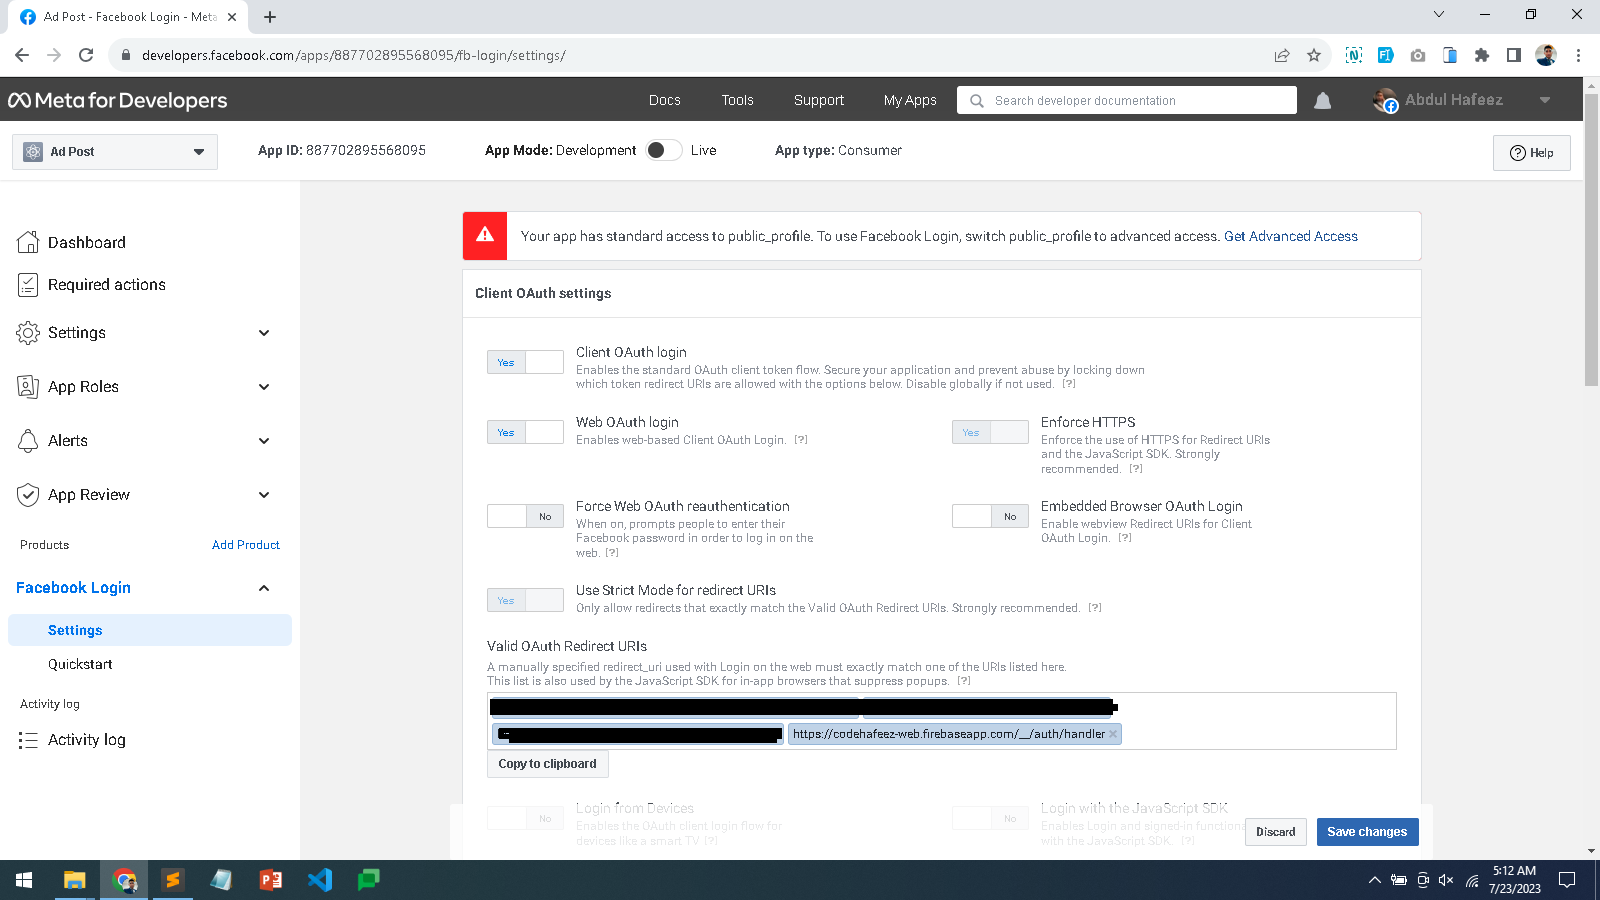 Ad Post - Facebook Login - Meta
developers.facebook.com/apps/887702895568095/fb-login/settings/
Meta for Developers
Docs
Tools
Support
My Apps
Search developer documentation
Abdul Hafeez
Ad Post
App ID: 887702895568095
App Mode: Development
Live
App type: Consumer
Help
Dashboard
Required actions
Settings
App Roles
Alerts
App Review
Products
Add Product
Facebook Login
Settings
Quickstart
Activity log
Activity log
Your app has standard access to public_profile. To use Facebook Login, switch public_profile to advanced access. Get Advanced Access
Client OAuth settings
Yes
Client OAuth login
Enables the standard OAuth client token flow. Secure your application and prevent abuse by locking down
which token redirect URIs are allowed with the options below. Disable globally if not used. [?]
Yes
Web OAuth login
Enables web-based Client OAuth Login. [?]
Yes
Enforce HTTPS
Enforce the use of HTTPS for Redirect URIs
and the JavaScript SDK. Strongly
recommended. [?]
No
Force Web OAuth reauthentication
When on, prompts people to enter their
Facebook password in order to log in on the
web. [?]
No
Embedded Browser OAuth Login
Enable webview Redirect URIs for Client
OAuth Login. [?]
Yes
Use Strict Mode for redirect URIs
Only allow redirects that exactly match the Valid OAuth Redirect URIs. Strongly recommended. [?]
Valid OAuth Redirect URIs
A manually specified redirect_uri used with Login on the web must exactly match one of the URIs listed here.
This list is also used by the JavaScript SDK for in-app browsers that suppress popups. [?]
https://codehafeez-web.firebaseapp.com/__/auth/handler
Copy to clipboard
No
Login from Devices
Enables the OAuth client login flow for
devices like a smart TV [?]
No
Login with the JavaScript SDK
Enables Login and signed-in functiona
with the JavaScript SDK. [?]
Discard
Save changes
5:12 AM
7/23/2023